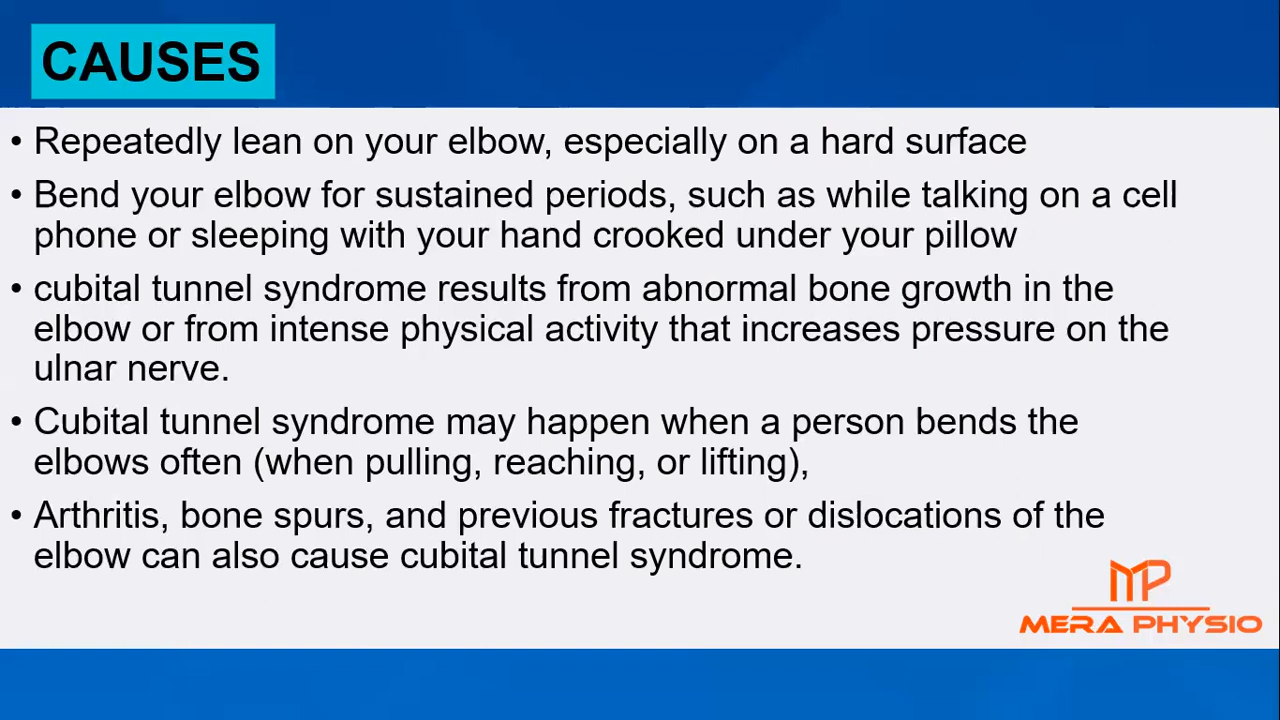 CAUSES
• Repeatedly lean on your elbow, especially on a hard surface
• Bend your elbow for sustained periods, such as while talking on a cell
phone or sleeping with your hand crooked under your pillow
• cubital tunnel syndrome results from abnormal bone growth in the
elbow or from intense physical activity that increases pressure on the
ulnar nerve.
• Cubital tunnel syndrome may happen when a person bends the
elbows often (when pulling, reaching, or lifting),
• Arthritis, bone spurs, and previous fractures or dislocations of the
elbow can also cause cubital tunnel syndrome.
MP
MERA PHYSIO